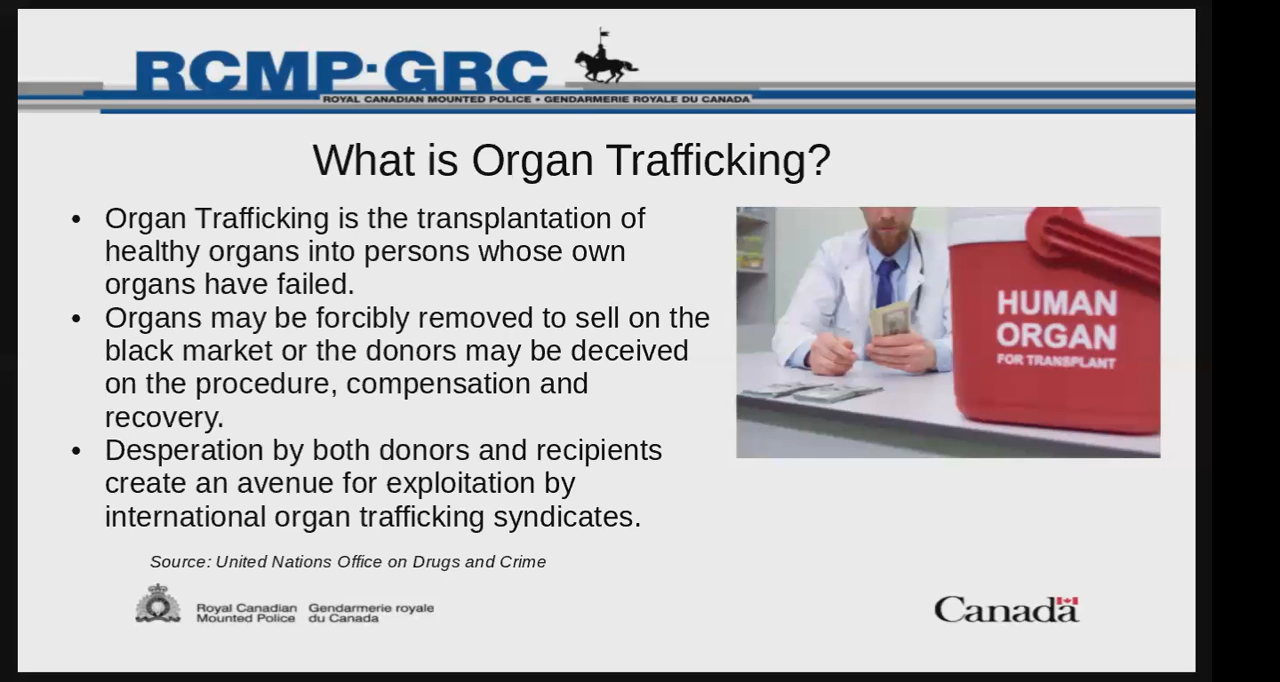 RCMP·GRC
ROYAL CANADIAN MOUNTED POLICE • GENDARMERIE ROYALE DU CANADA
What is Organ Trafficking?
• Organ Trafficking is the transplantation of
healthy organs into persons whose own
organs have failed.
• Organs may be forcibly removed to sell on the
black market or the donors may be deceived
on the procedure, compensation and
recovery.
• Desperation by both donors and recipients
create an avenue for exploitation by
international organ trafficking syndicates.
HUMAN
ORGAN
FOR TRANSPLANT
Source: United Nations Office on Drugs and Crime
Royal Canadian Gendarmerie royale
Mounted Police du Canada
Canada